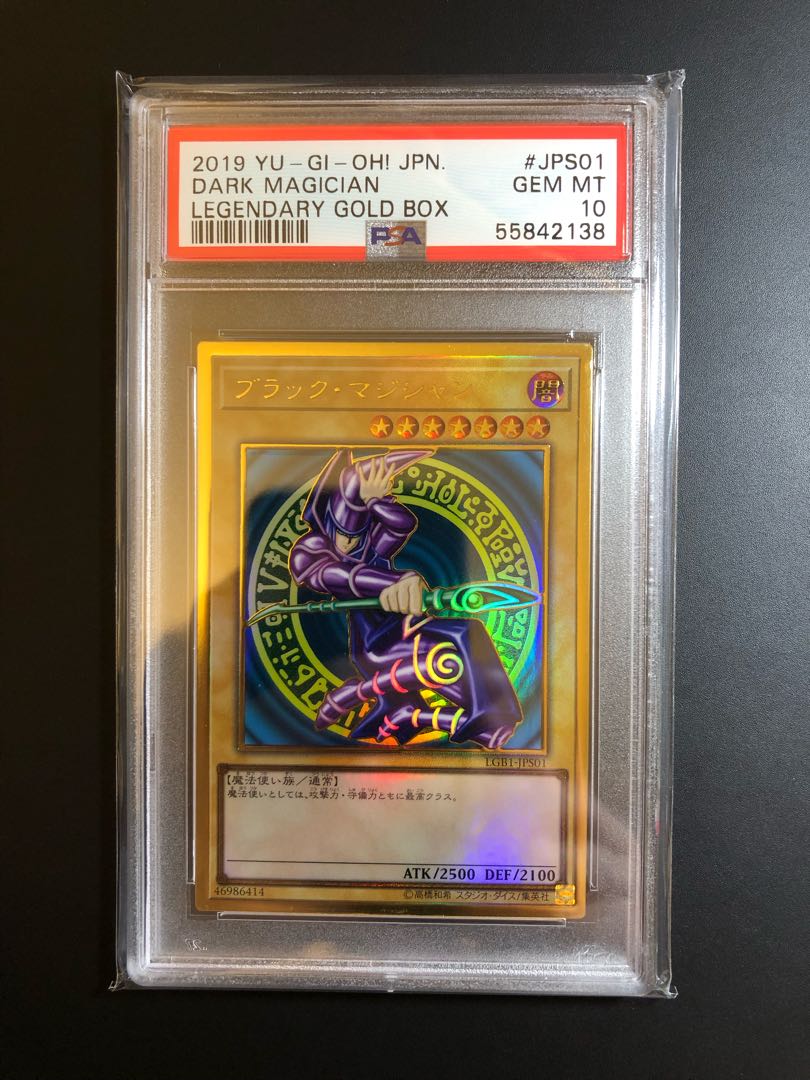 2019 YU-GI-OH! JPN. #JPS01
DARK MAGICIAN GEM MT
LEGENDARY GOLD BOX 10
PSA 55842138
ブラック・マジシャン 闇
LGB1-JPS01
【魔法使い族/通常】
魔法使いとしては、攻撃力・守備力ともに最高クラス。
ATK/2500 DEF/2100
46986414 ©高橋和希 スタジオ・ダイス/集英社